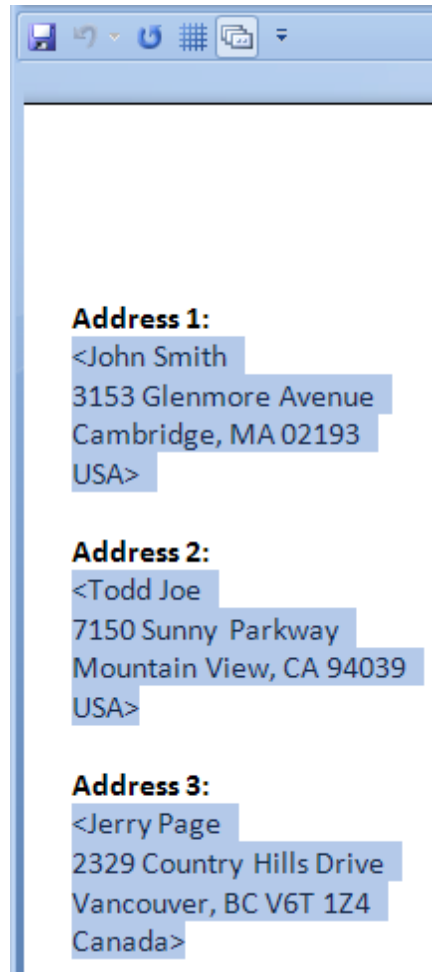 Address 1:
<John Smith
3153 Glenmore Avenue
Cambridge, MA 02193
USA>
Address 2:
<Todd Joe
7150 Sunny Parkway
Mountain View, CA 94039
USA>
Address 3:
<Jerry Page
2329 Country Hills Drive
Vancouver, BC V6T 1Z4
Canada>